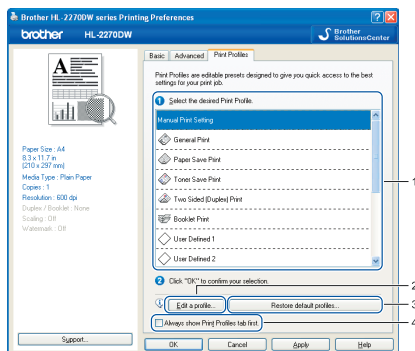 Brother HL-2270DW series Printing Preferences
brother HL-2270DW
Brother SolutionsCenter
Basic Advanced Print Profiles
Print Profiles are editable presets designed to give you quick access to the best
settings for your print job.
1 Select the desired Print Profile.
Manual Print Setting
General Print
Paper Save Print
Toner Save Print
Two Sided (Duplex) Print
Booklet Print
User Defined 1
User Defined 2
2 Click "OK" to confirm your selection.
Edit a profile... Restore default profiles...
Always show Print Profiles tab first.
OK Cancel Apply Help
A
Paper Size : A4
8.3 x 11.7 in
(210 x 297 mm)
Media Type : Plain Paper
Copies : 1
Resolution : 600 dpi
Duplex / Booklet : None
Scaling : Off
Watermark : Off
Support...
1
2
3
4